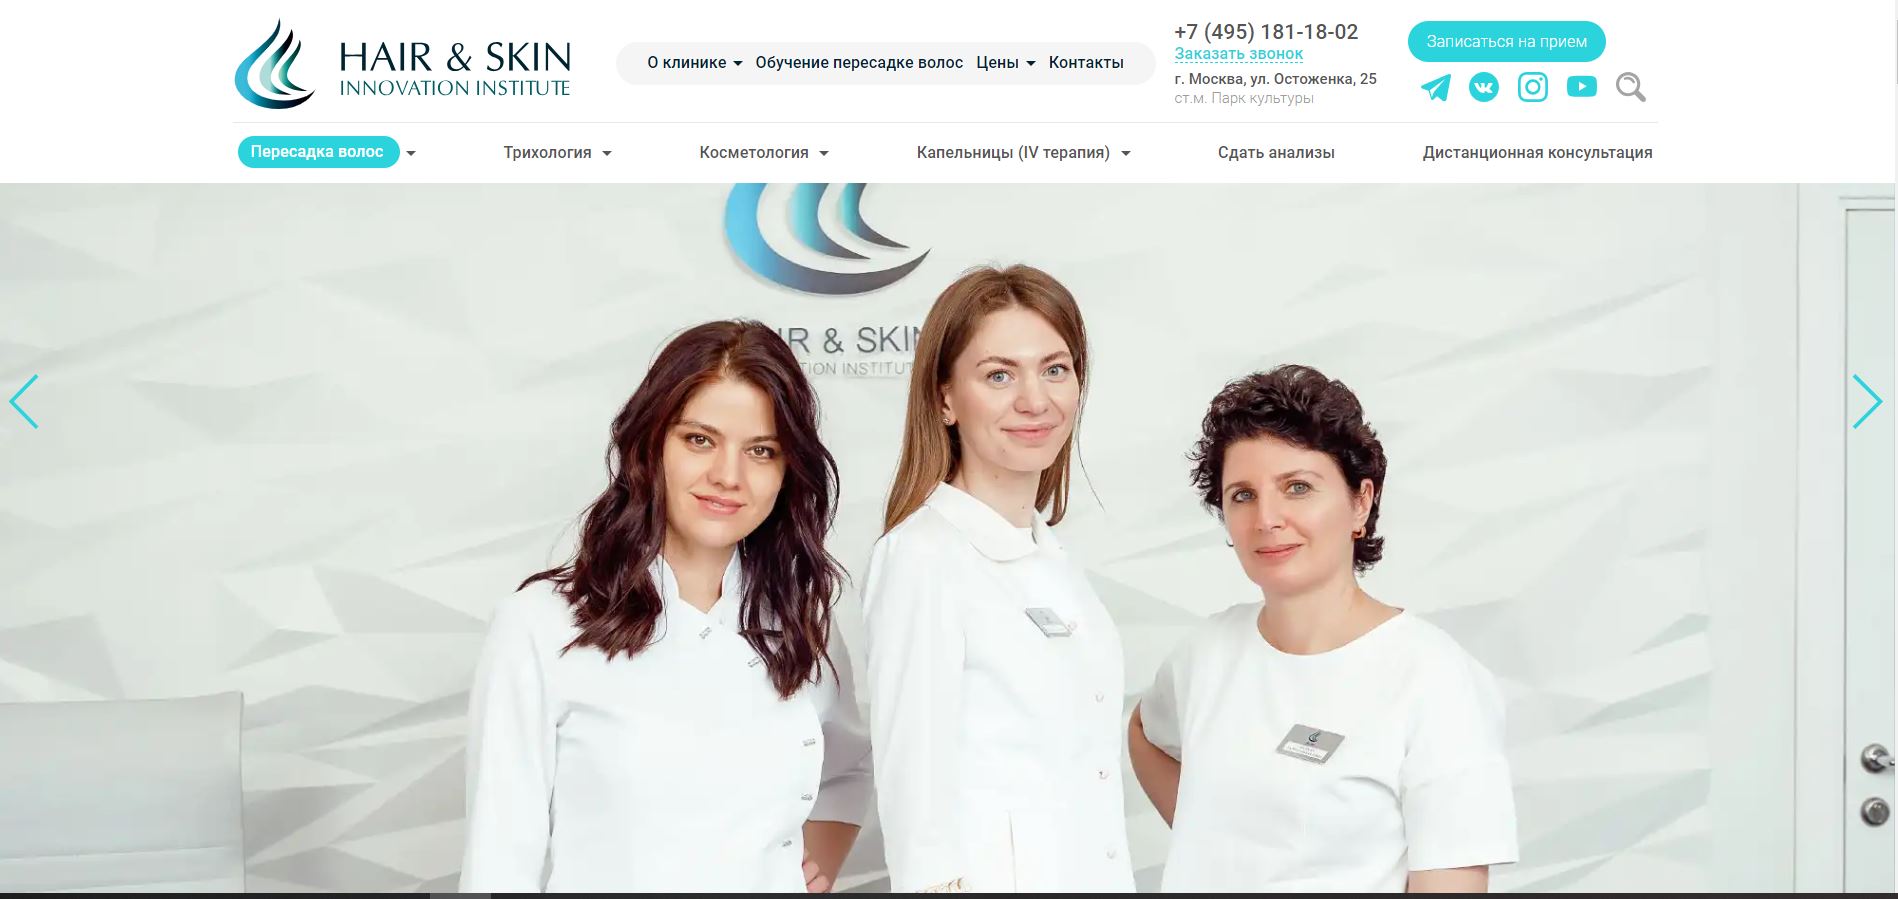 HAIR & SKIN
INNOVATION INSTITUTE
О клинике Обучение пересадке волос Цены Контакты
+7 (495) 181-18-02
Заказать звонок
г. Москва, ул. Остоженка, 25
ст.м. Парк культуры
Записаться на прием
Пересадка волос Трихология Косметология Капельницы (IV терапия) Сдать анализы Дистанционная консультация
& SKIN
INSTITUT